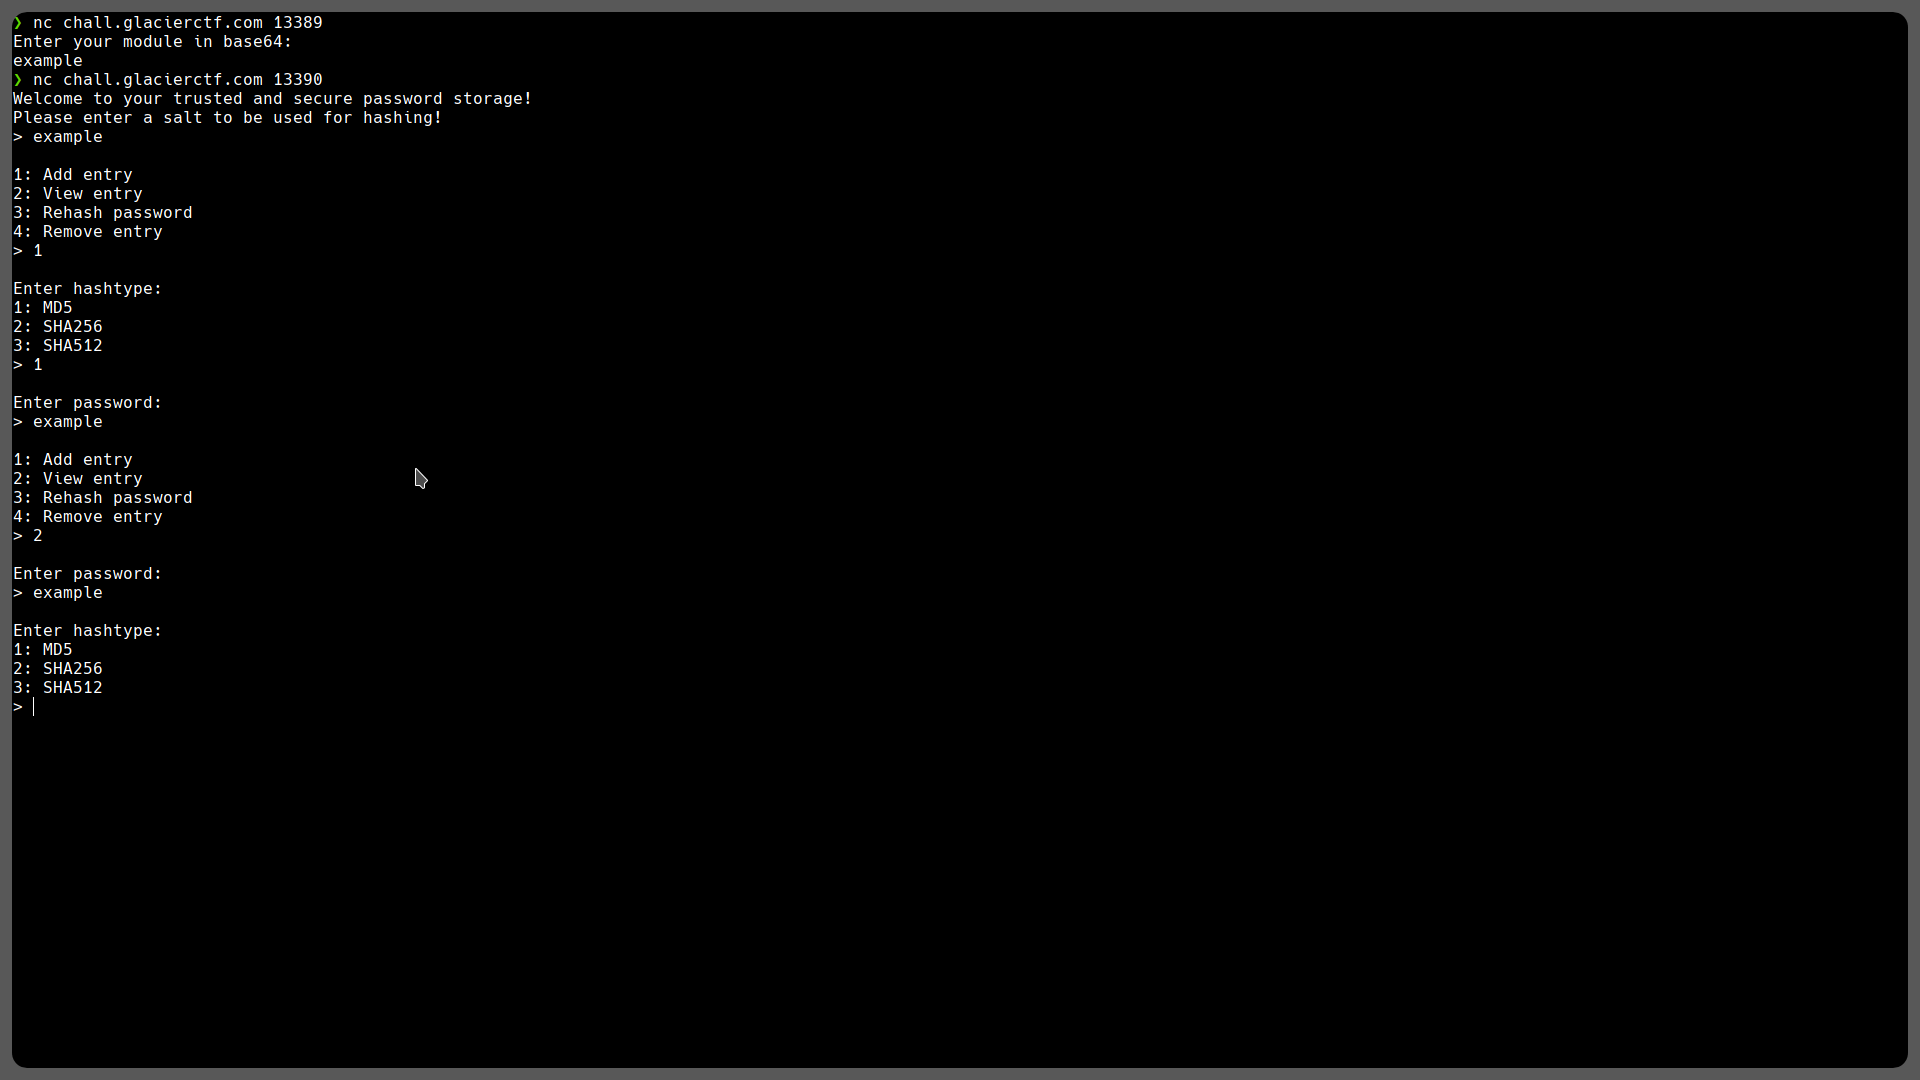 ❯ nc chall.glacierctf.com 13389
Enter your module in base64:
example
❯ nc chall.glacierctf.com 13390
Welcome to your trusted and secure password storage!
Please enter a salt to be used for hashing!
> example

1: Add entry
2: View entry
3: Rehash password
4: Remove entry
> 1

Enter hashtype:
1: MD5
2: SHA256
3: SHA512
> 1

Enter password:
> example

1: Add entry
2: View entry
3: Rehash password
4: Remove entry
> 2

Enter password:
> example

Enter hashtype:
1: MD5
2: SHA256
3: SHA512
>